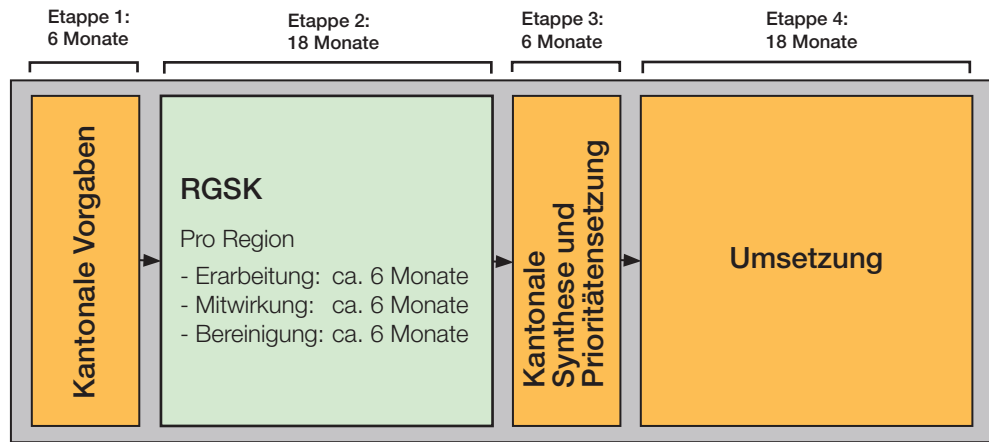 Etappe 1:
6 Monate
Etappe 2:
18 Monate
Etappe 3:
6 Monate
Etappe 4:
18 Monate
Kantonale Vorgaben
RGSK
Pro Region
- Erarbeitung: ca. 6 Monate
- Mitwirkung: ca. 6 Monate
- Bereinigung: ca. 6 Monate
Kantonale
Synthese und
Prioritätensetzung
Umsetzung